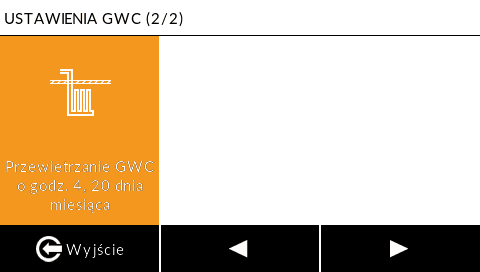 USTAWIENIA GWC (2/2)
Przewietrzanie GWC
o godz. 4, 20 dnia
miesiąca
Wyjście